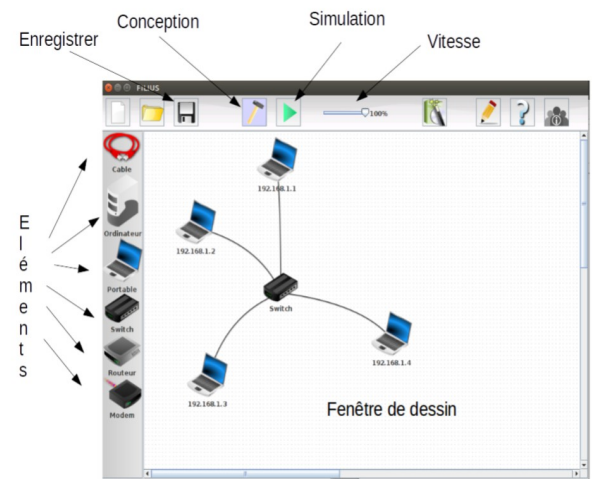 Simulation
Conception
Vitesse
Enregistrer
FILIUS
100%
Cable
Ordinateur
Portable
Switch
Routeur
Modem
Eléments
192.168.1.1
192.168.1.2
Switch
192.168.1.4
192.168.1.3
Fenêtre de dessin